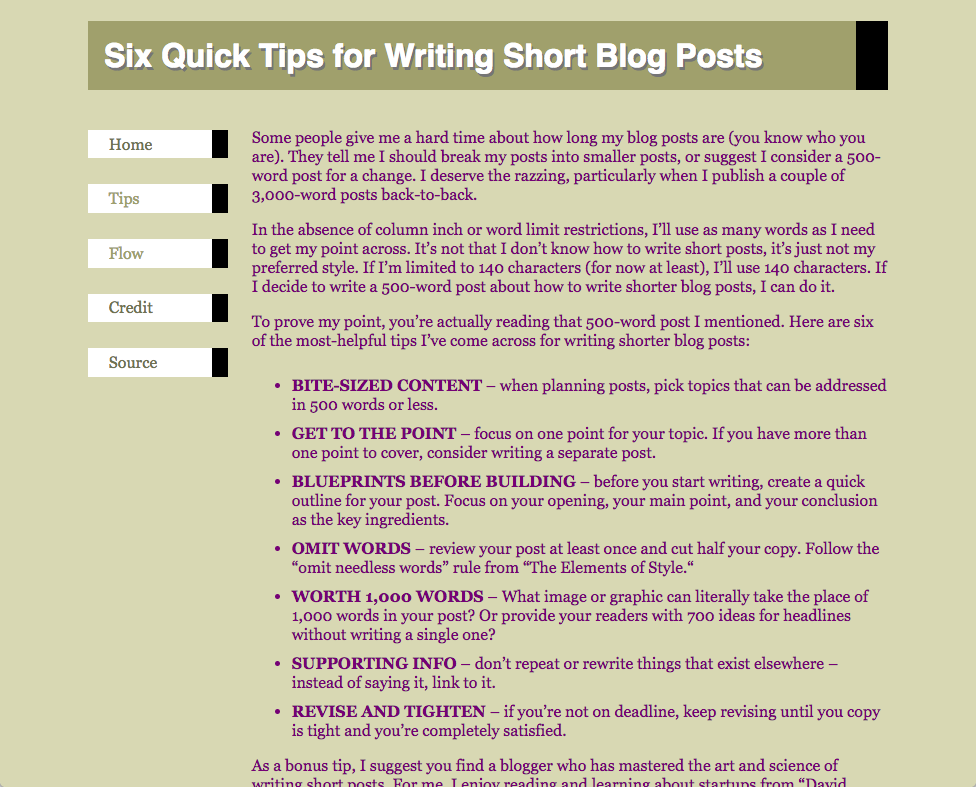 Six Quick Tips for Writing Short Blog Posts
Home
Tips
Flow
Credit
Source
Some people give me a hard time about how long my blog posts are (you know who you
are). They tell me I should break my posts into smaller posts, or suggest I consider a 500-
word post for a change. I deserve the razzing, particularly when I publish a couple of
3,000-word posts back-to-back.
In the absence of column inch or word limit restrictions, I’ll use as many words as I need
to get my point across. It’s not that I don’t know how to write short posts, it’s just not my
preferred style. If I’m limited to 140 characters (for now at least), I’ll use 140 characters. If
I decide to write a 500-word post about how to write shorter blog posts, I can do it.
To prove my point, you’re actually reading that 500-word post I mentioned. Here are six
of the most-helpful tips I’ve come across for writing shorter blog posts:
• BITE-SIZED CONTENT – when planning posts, pick topics that can be addressed
in 500 words or less.
• GET TO THE POINT – focus on one point for your topic. If you have more than
one point to cover, consider writing a separate post.
• BLUEPRINTS BEFORE BUILDING – before you start writing, create a quick
outline for your post. Focus on your opening, your main point, and your conclusion
as the key ingredients.
• OMIT WORDS – review your post at least once and cut half your copy. Follow the
“omit needless words” rule from “The Elements of Style.“
• WORTH 1,000 WORDS – What image or graphic can literally take the place of
1,000 words in your post? Or provide your readers with 700 ideas for headlines
without writing a single one?
• SUPPORTING INFO – don’t repeat or rewrite things that exist elsewhere –
instead of saying it, link to it.
• REVISE AND TIGHTEN – if you’re not on deadline, keep revising until you copy
is tight and you’re completely satisfied.
As a bonus tip, I suggest you find a blogger who has mastered the art and science of
writing short posts. For me, I enjoy reading and learning about startups from “David